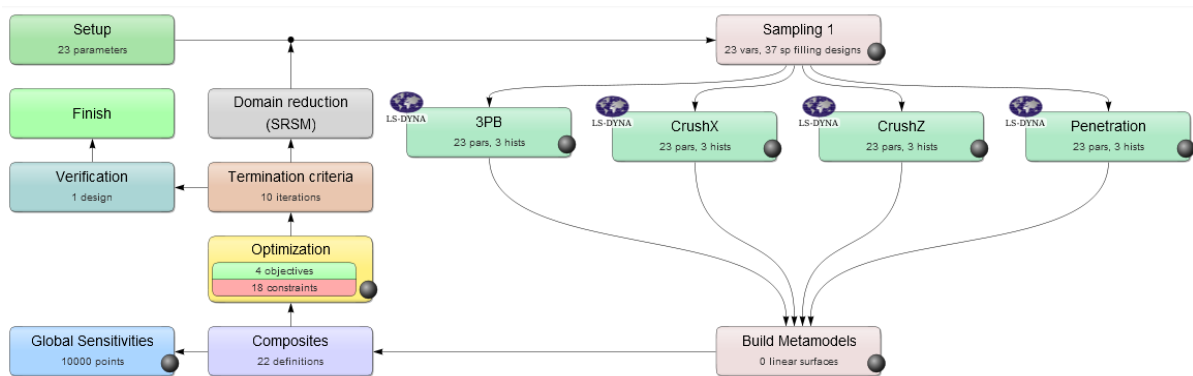 Setup
23 parameters
Sampling 1
23 vars, 37 sp filling designs
Finish
Domain reduction
(SRSM)
LS-DYNA
3PB
23 pars, 3 hists
LS-DYNA
CrushX
23 pars, 3 hists
LS-DYNA
CrushZ
23 pars, 3 hists
LS-DYNA
Penetration
23 pars, 3 hists
Verification
1 design
Termination criteria
10 iterations
Optimization
4 objectives
18 constraints
Global Sensitivities
10000 points
Composites
22 definitions
Build Metamodels
0 linear surfaces